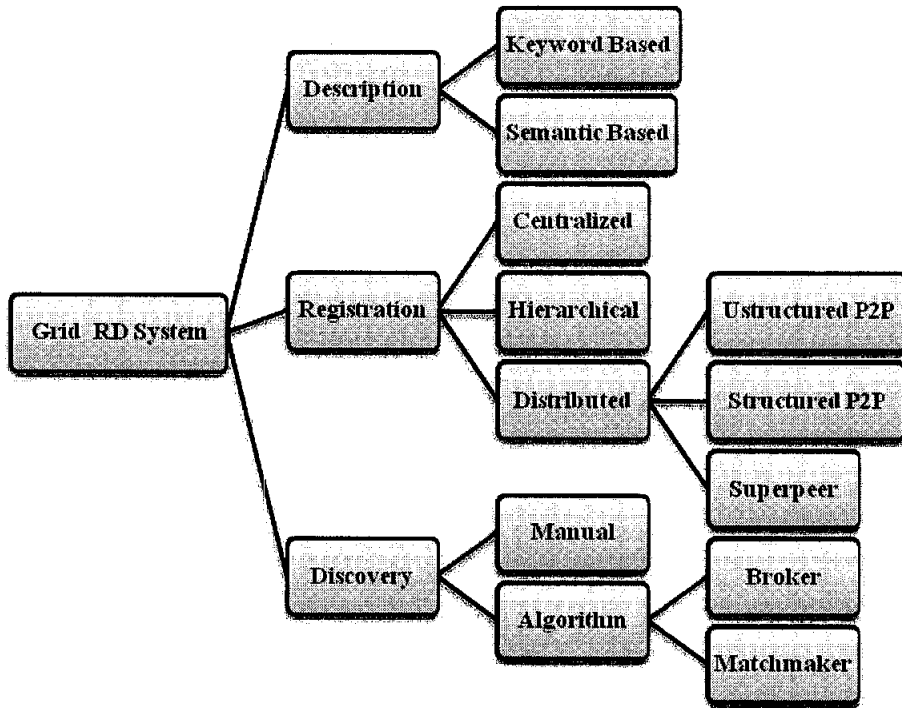 Keyword Based
Description
Semantic Based
Centralized
Grid RD System
Registration
Hierarchical
Ustructured P2P
Distributed
Structured P2P
Superpeer
Manual
Discovery
Broker
Algorithm
Matchmaker